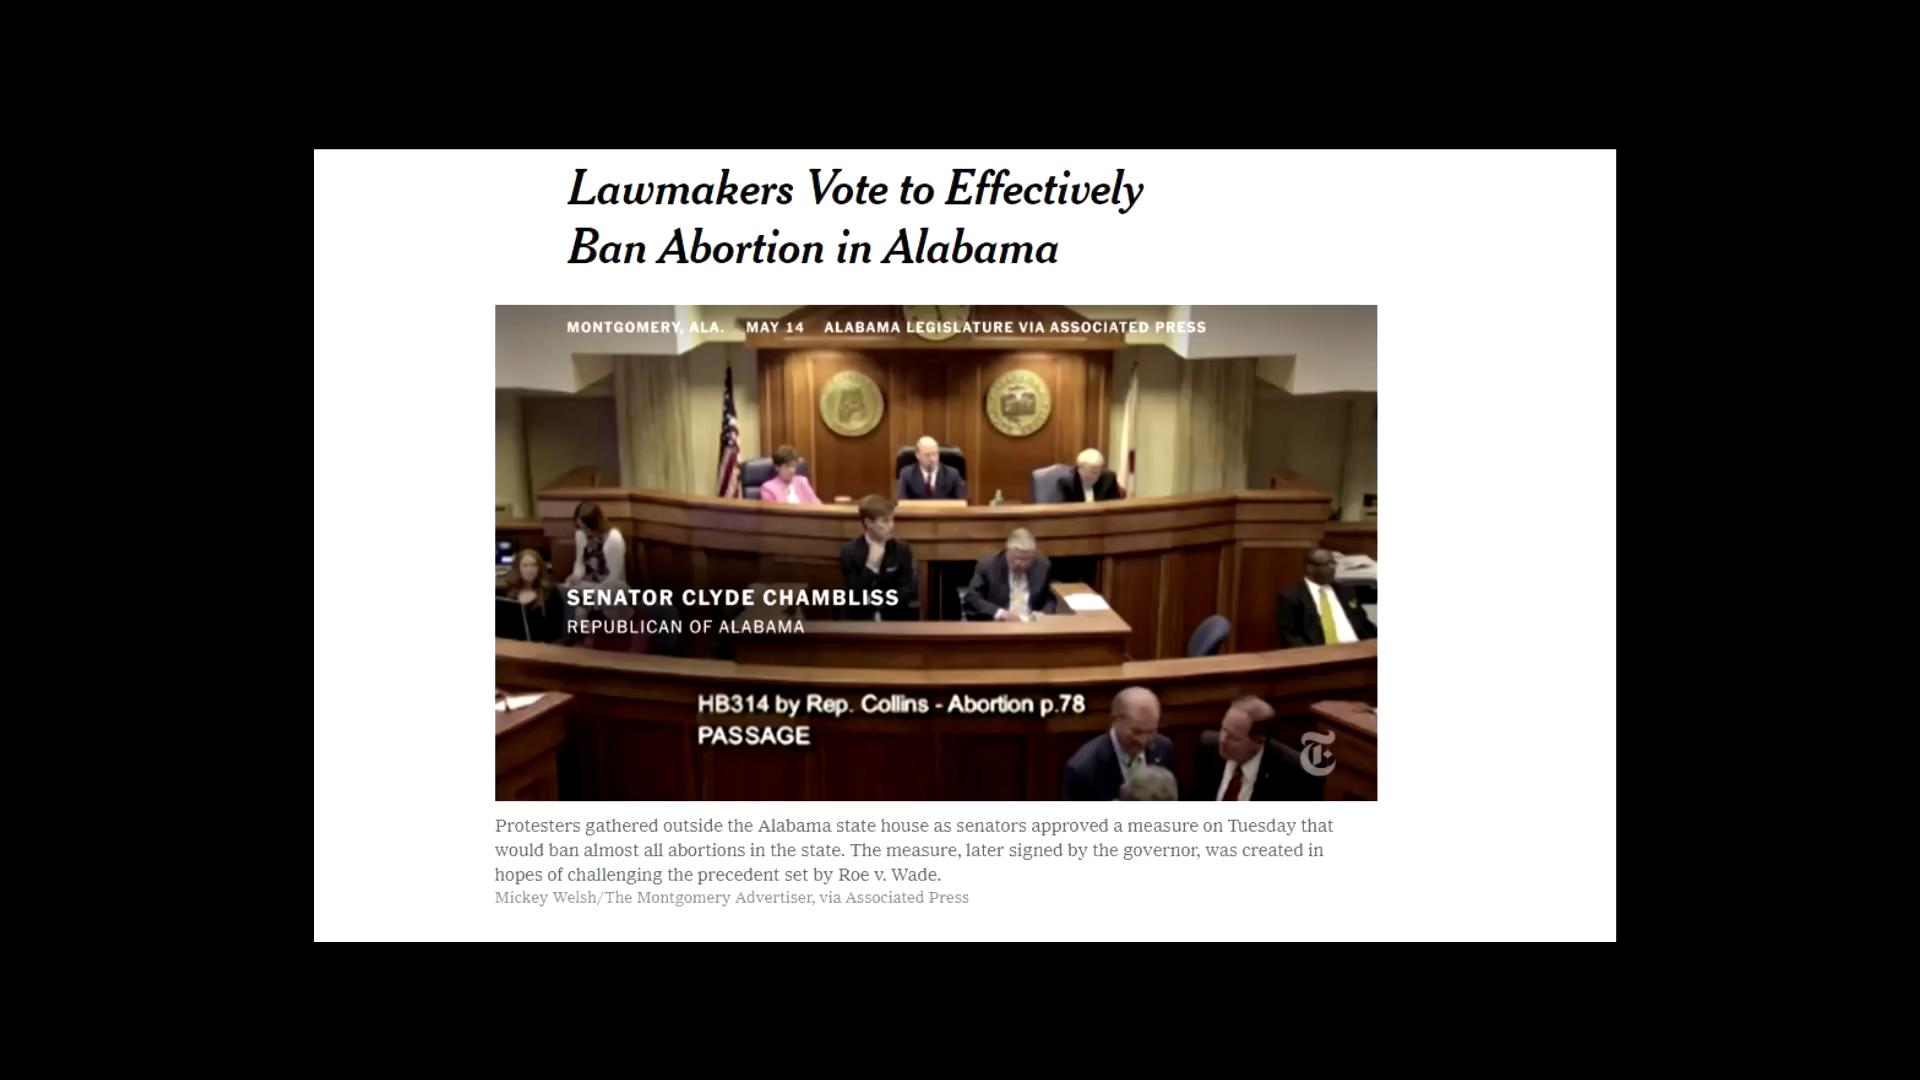 Lawmakers Vote to Effectively
Ban Abortion in Alabama
MONTGOMERY, ALA. MAY 14 ALABAMA LEGISLATURE VIA ASSOCIATED PRESS
SENATOR CLYDE CHAMBLISS
REPUBLICAN OF ALABAMA
HB314 by Rep. Collins - Abortion p.78
PASSAGE
T
Protesters gathered outside the Alabama state house as senators approved a measure on Tuesday that
would ban almost all abortions in the state. The measure, later signed by the governor, was created in
hopes of challenging the precedent set by Roe v. Wade.
Mickey Welsh/The Montgomery Advertiser, via Associated Press